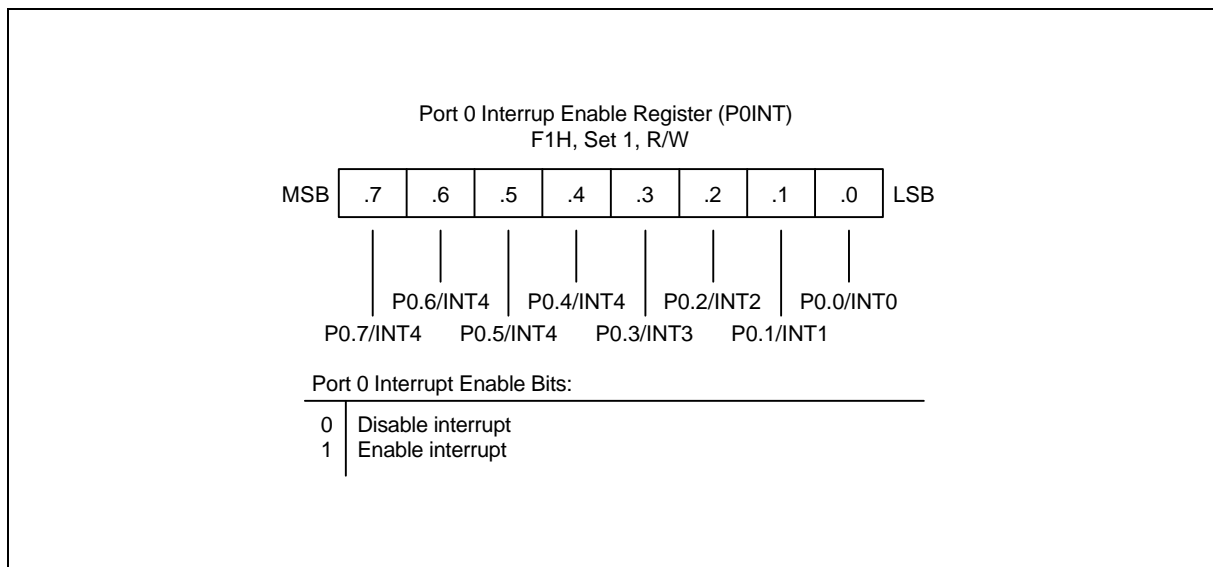 Port 0 Interrup Enable Register (P0INT)
F1H, Set 1, R/W
MSB .7 .6 .5 .4 .3 .2 .1 .0 LSB
P0.6/INT4 P0.4/INT4 P0.2/INT2 P0.0/INT0
P0.7/INT4 P0.5/INT4 P0.3/INT3 P0.1/INT1
Port 0 Interrupt Enable Bits:
0 Disable interrupt
1 Enable interrupt